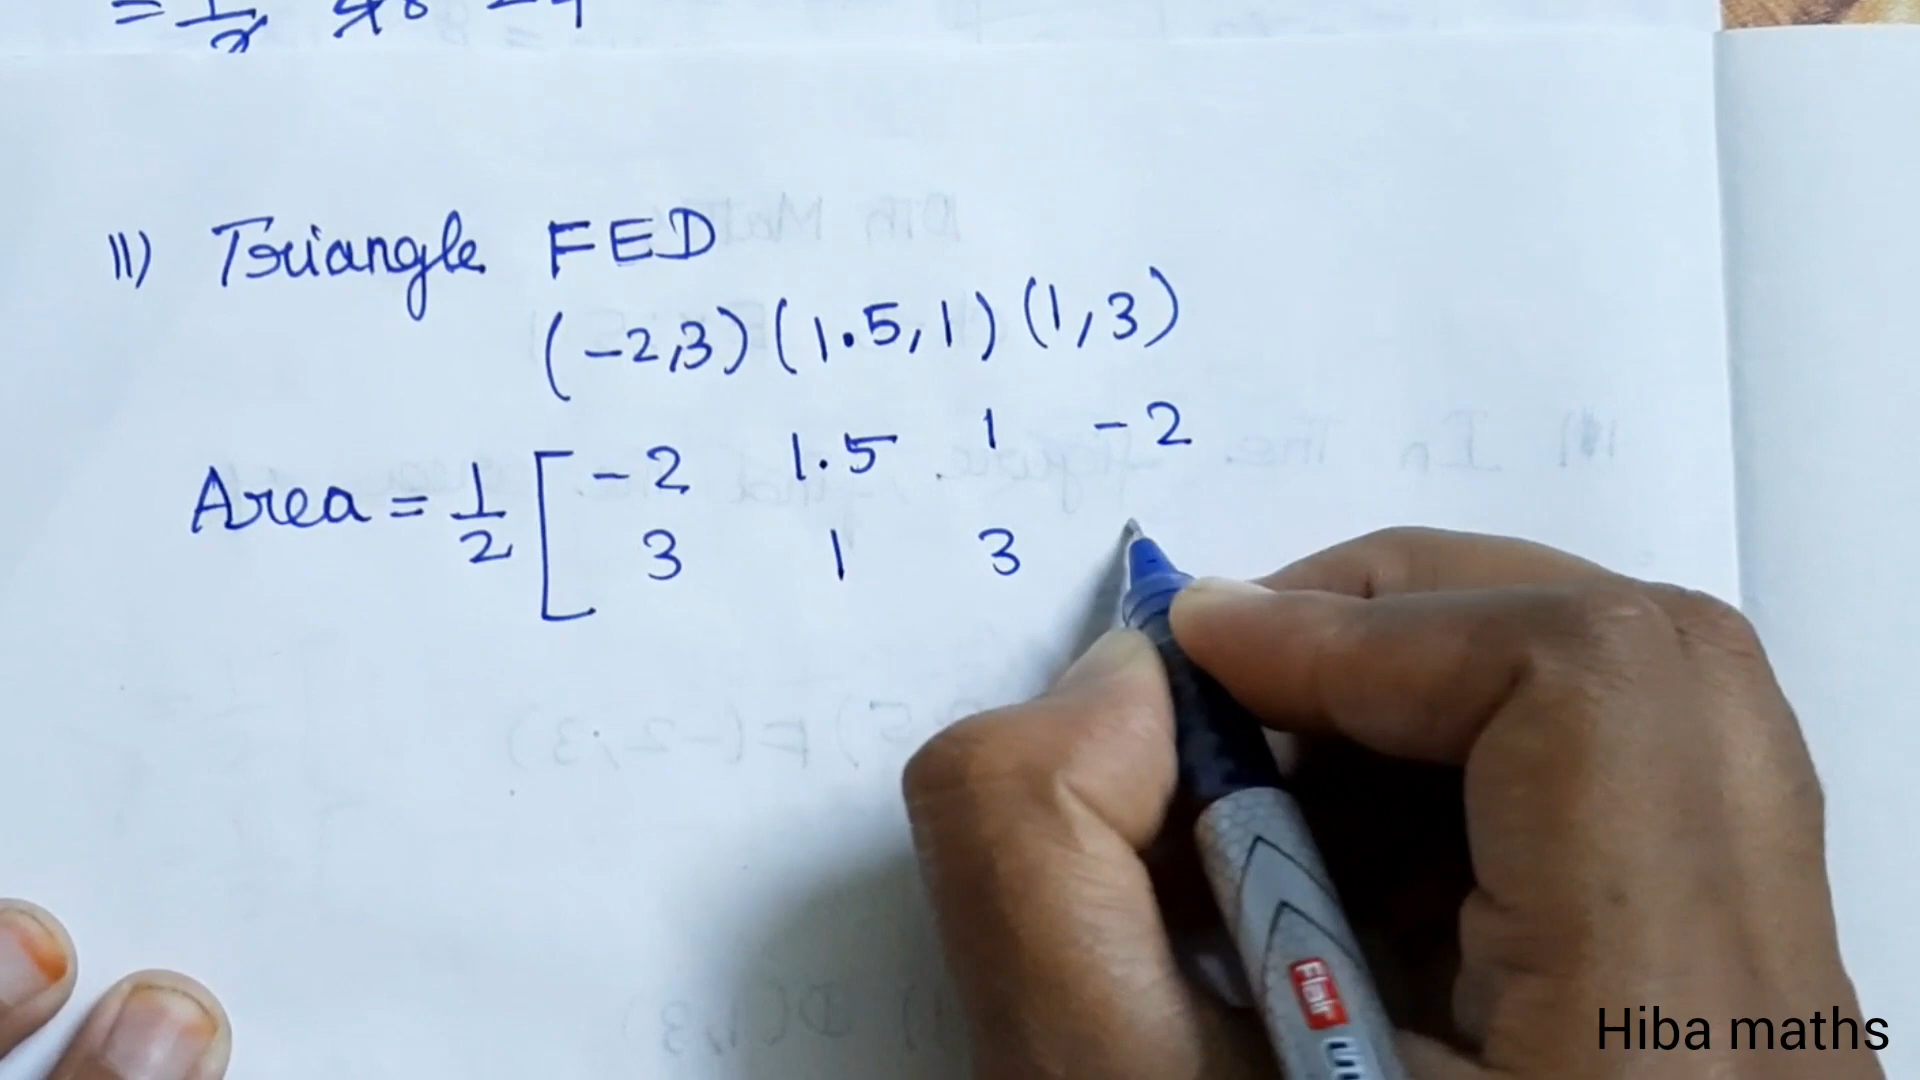 II) Triangle FED
(-2,3) (1.5,1) (1,3)
Area = 1/2 [ -2 1.5 1 -2
3 1 3
Flair
Hiba maths